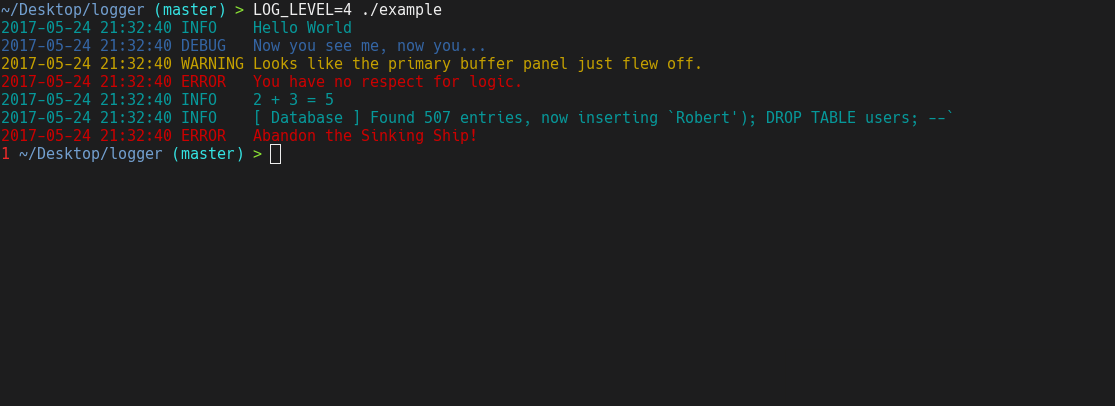 ~/Desktop/logger (master) > LOG_LEVEL=4 ./example
2017-05-24 21:32:40 INFO    Hello World
2017-05-24 21:32:40 DEBUG   Now you see me, now you...
2017-05-24 21:32:40 WARNING Looks like the primary buffer panel just flew off.
2017-05-24 21:32:40 ERROR   You have no respect for logic.
2017-05-24 21:32:40 INFO    2 + 3 = 5
2017-05-24 21:32:40 INFO    [ Database ] Found 507 entries, now inserting `Robert'); DROP TABLE users; --`
2017-05-24 21:32:40 ERROR   Abandon the Sinking Ship!
1 ~/Desktop/logger (master) >